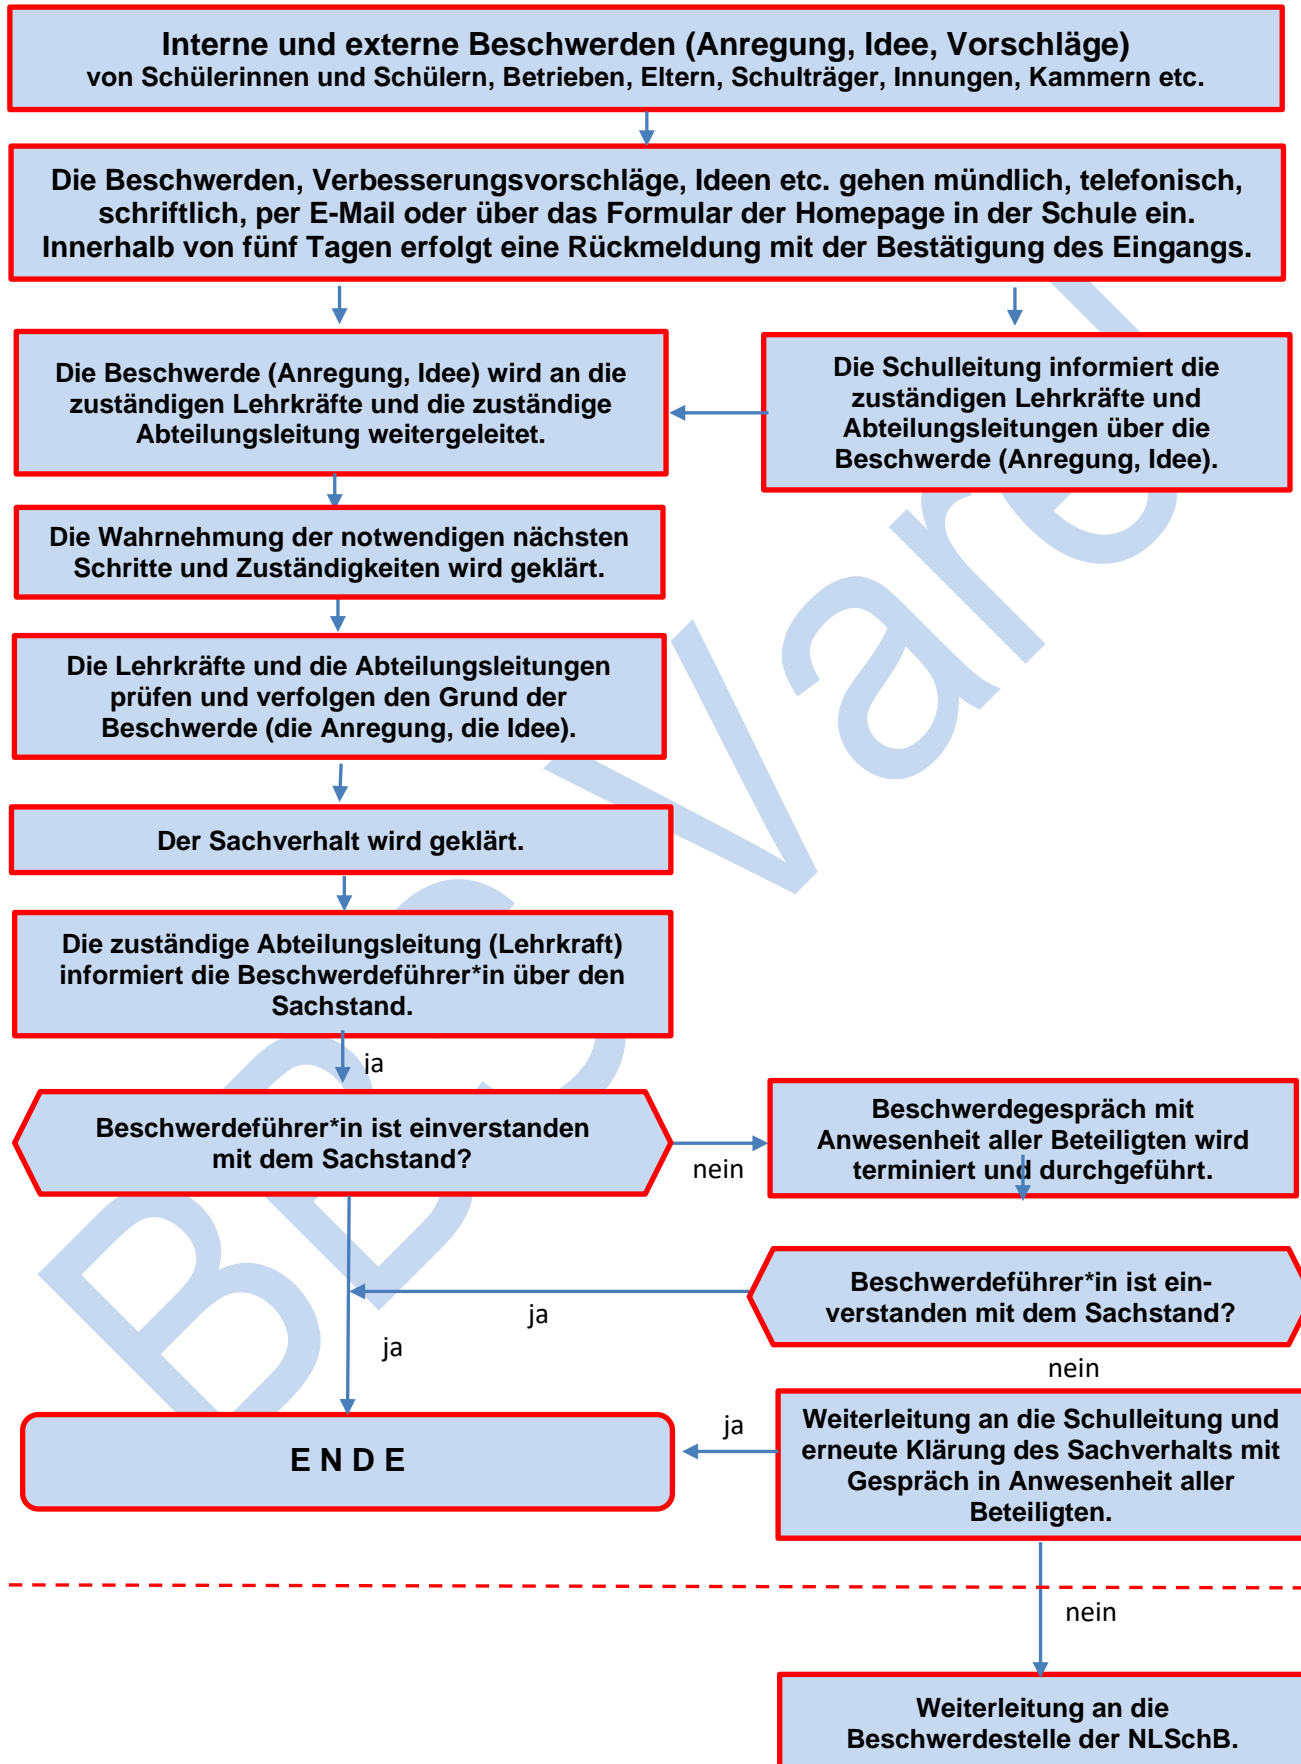 Interne und externe Beschwerden (Anregung, Idee, Vorschläge)
von Schülerinnen und Schülern, Betrieben, Eltern, Schulträger, Innungen, Kammern etc.
Die Beschwerden, Verbesserungsvorschläge, Ideen etc. gehen mündlich, telefonisch,
schriftlich, per E-Mail oder über das Formular der Homepage in der Schule ein.
Innerhalb von fünf Tagen erfolgt eine Rückmeldung mit der Bestätigung des Eingangs.
Die Beschwerde (Anregung, Idee) wird an die
zuständigen Lehrkräfte und die zuständige
Abteilungsleitung weitergeleitet.
Die Schulleitung informiert die
zuständigen Lehrkräfte und
Abteilungsleitungen über die
Beschwerde (Anregung, Idee).
Die Wahrnehmung der notwendigen nächsten
Schritte und Zuständigkeiten wird geklärt.
Die Lehrkräfte und die Abteilungsleitungen
prüfen und verfolgen den Grund der
Beschwerde (die Anregung, die Idee).
Der Sachverhalt wird geklärt.
Die zuständige Abteilungsleitung (Lehrkraft)
informiert die Beschwerdeführer*in über den
Sachstand.
ja
Beschwerdeführer*in ist einverstanden
mit dem Sachstand?
nein
Beschwerdegespräch mit
Anwesenheit aller Beteiligten wird
terminiert und durchgeführt.
Beschwerdeführer*in ist ein-
verstanden mit dem Sachstand?
ja
ja
nein
Weiterleitung an die Schulleitung und
erneute Klärung des Sachverhalts mit
Gespräch in Anwesenheit aller
Beteiligten.
ja
E N D E
nein
Weiterleitung an die
Beschwerdestelle der NLSchB.
BBS Varel